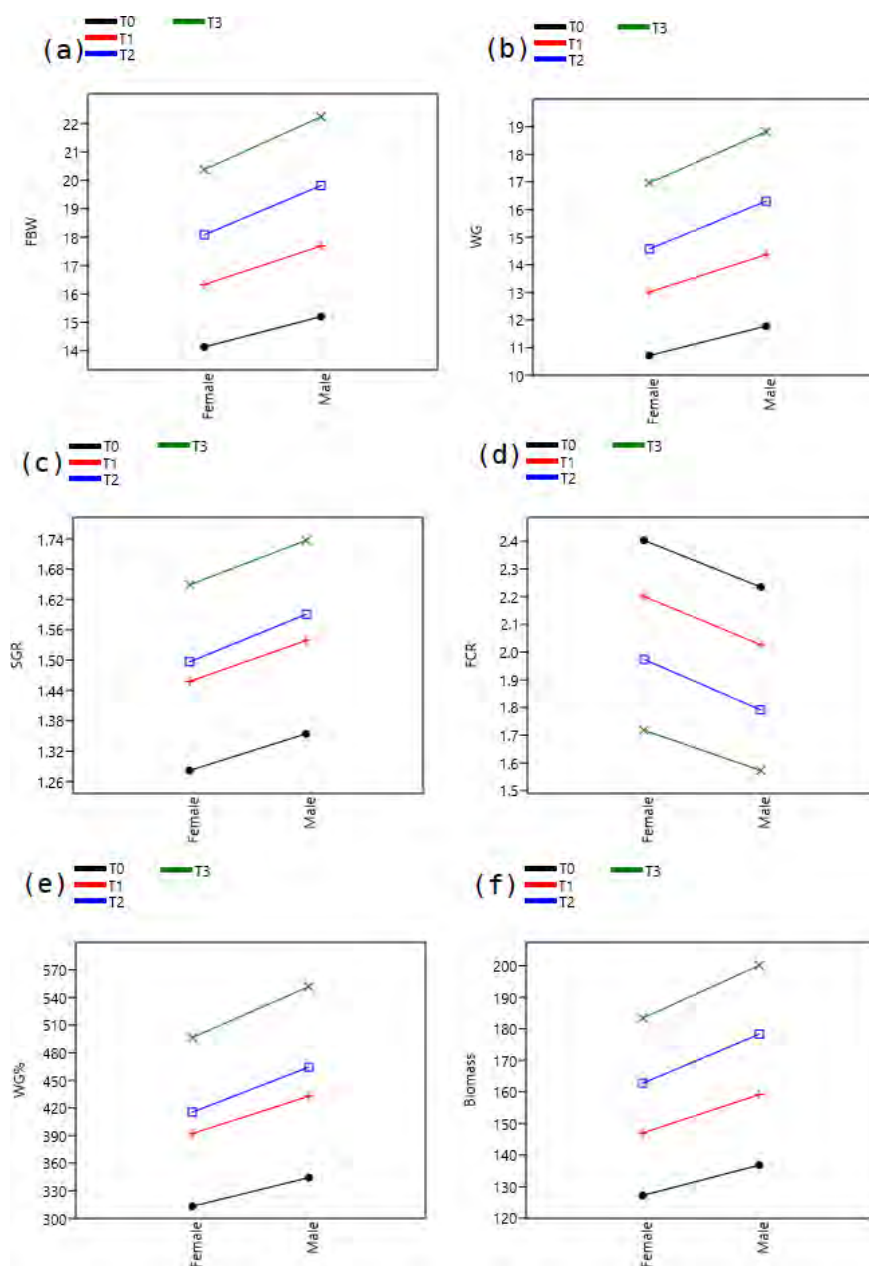 (a)
T0 T3
T1
T2
FBW
22
21
20
19
18
17
16
15
14
Female Male
(b)
T0 T3
T1
T2
WG
19
18
17
16
15
14
13
12
11
10
Female Male
(c)
T0 T3
T1
T2
SGR
1.74
1.68
1.62
1.56
1.50
1.44
1.38
1.32
1.26
Female Male
(d)
T0 T3
T1
T2
FCR
2.4
2.3
2.2
2.1
2.0
1.9
1.8
1.7
1.6
1.5
Female Male
(e)
T0 T3
T1
T2
WG%
570
540
510
480
450
420
390
360
330
300
Female Male
(f)
T0 T3
T1
T2
Biomass
200
190
180
170
160
150
140
130
120
Female Male